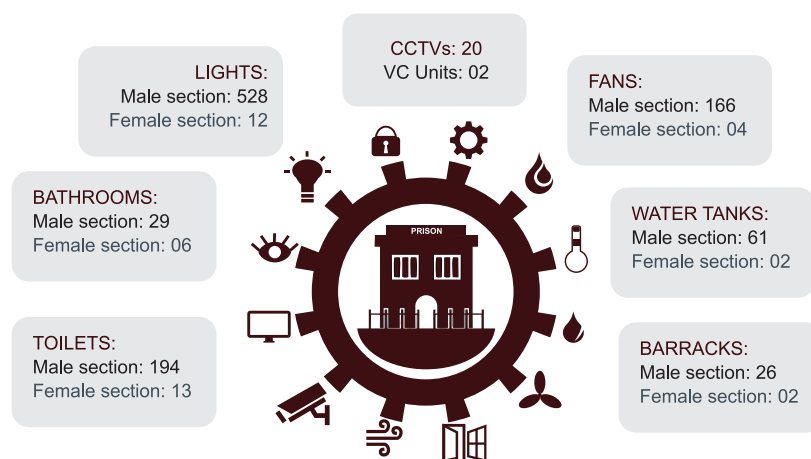 CCTVs: 20
VC Units: 02
LIGHTS:
Male section: 528
Female section: 12
FANS:
Male section: 166
Female section: 04
BATHROOMS:
Male section: 29
Female section: 06
PRISON
WATER TANKS:
Male section: 61
Female section: 02
TOILETS:
Male section: 194
Female section: 13
BARRACKS:
Male section: 26
Female section: 02